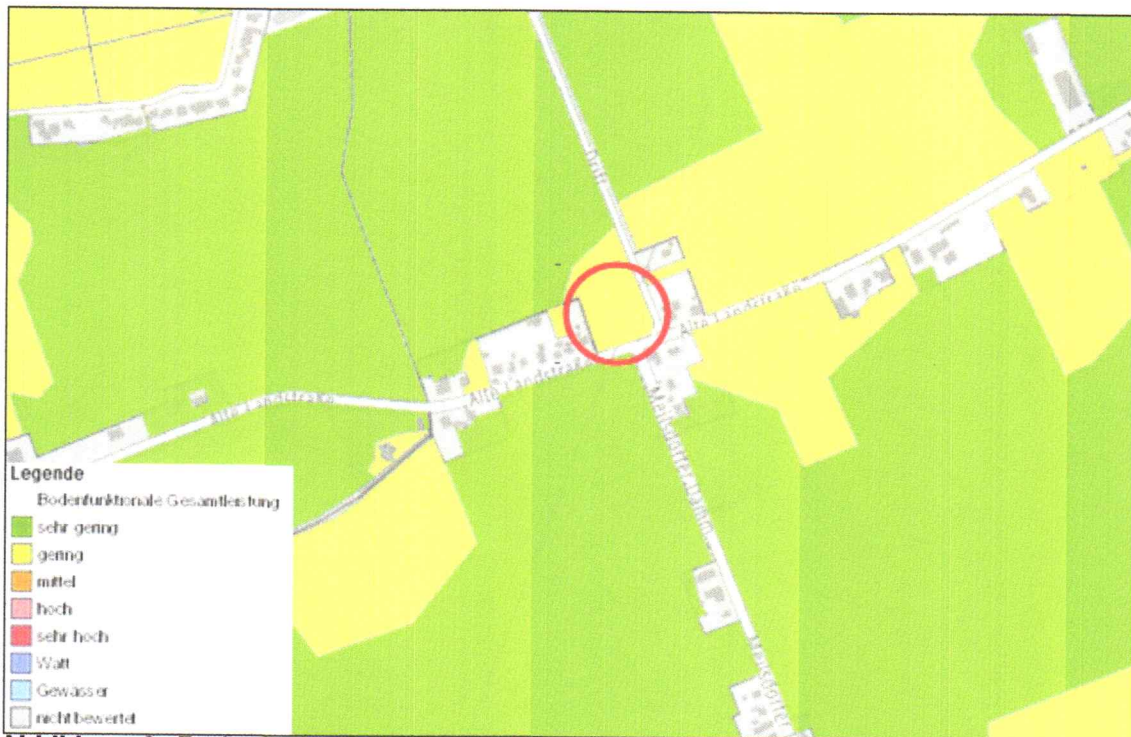 Drift
Alte Landstraße
Alte Landstraße
Alte Landstraße
Legende
Bodenfunktionale Gesamtleistung
sehr gering
gering
mittel
hoch
sehr hoch
Watt
Gewässer
nicht bewertet